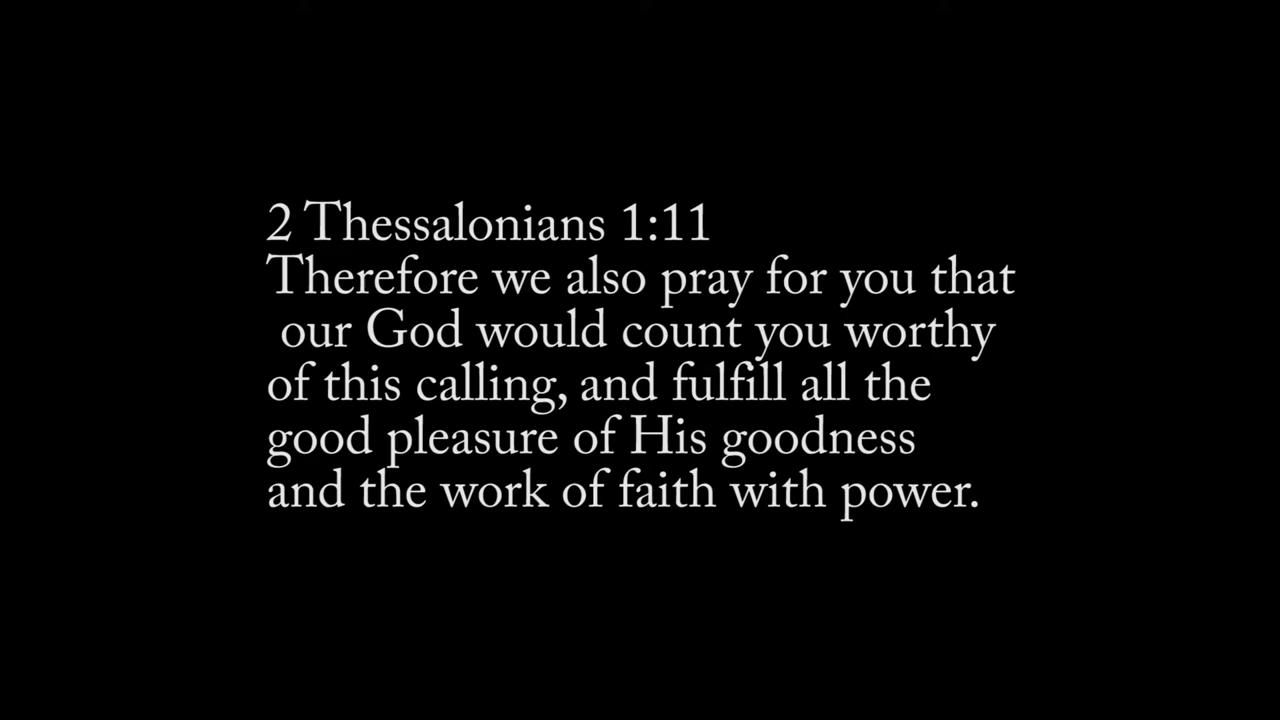 2 Thessalonians 1:11
Therefore we also pray for you that
our God would count you worthy
of this calling, and fulfill all the
good pleasure of His goodness
and the work of faith with power.